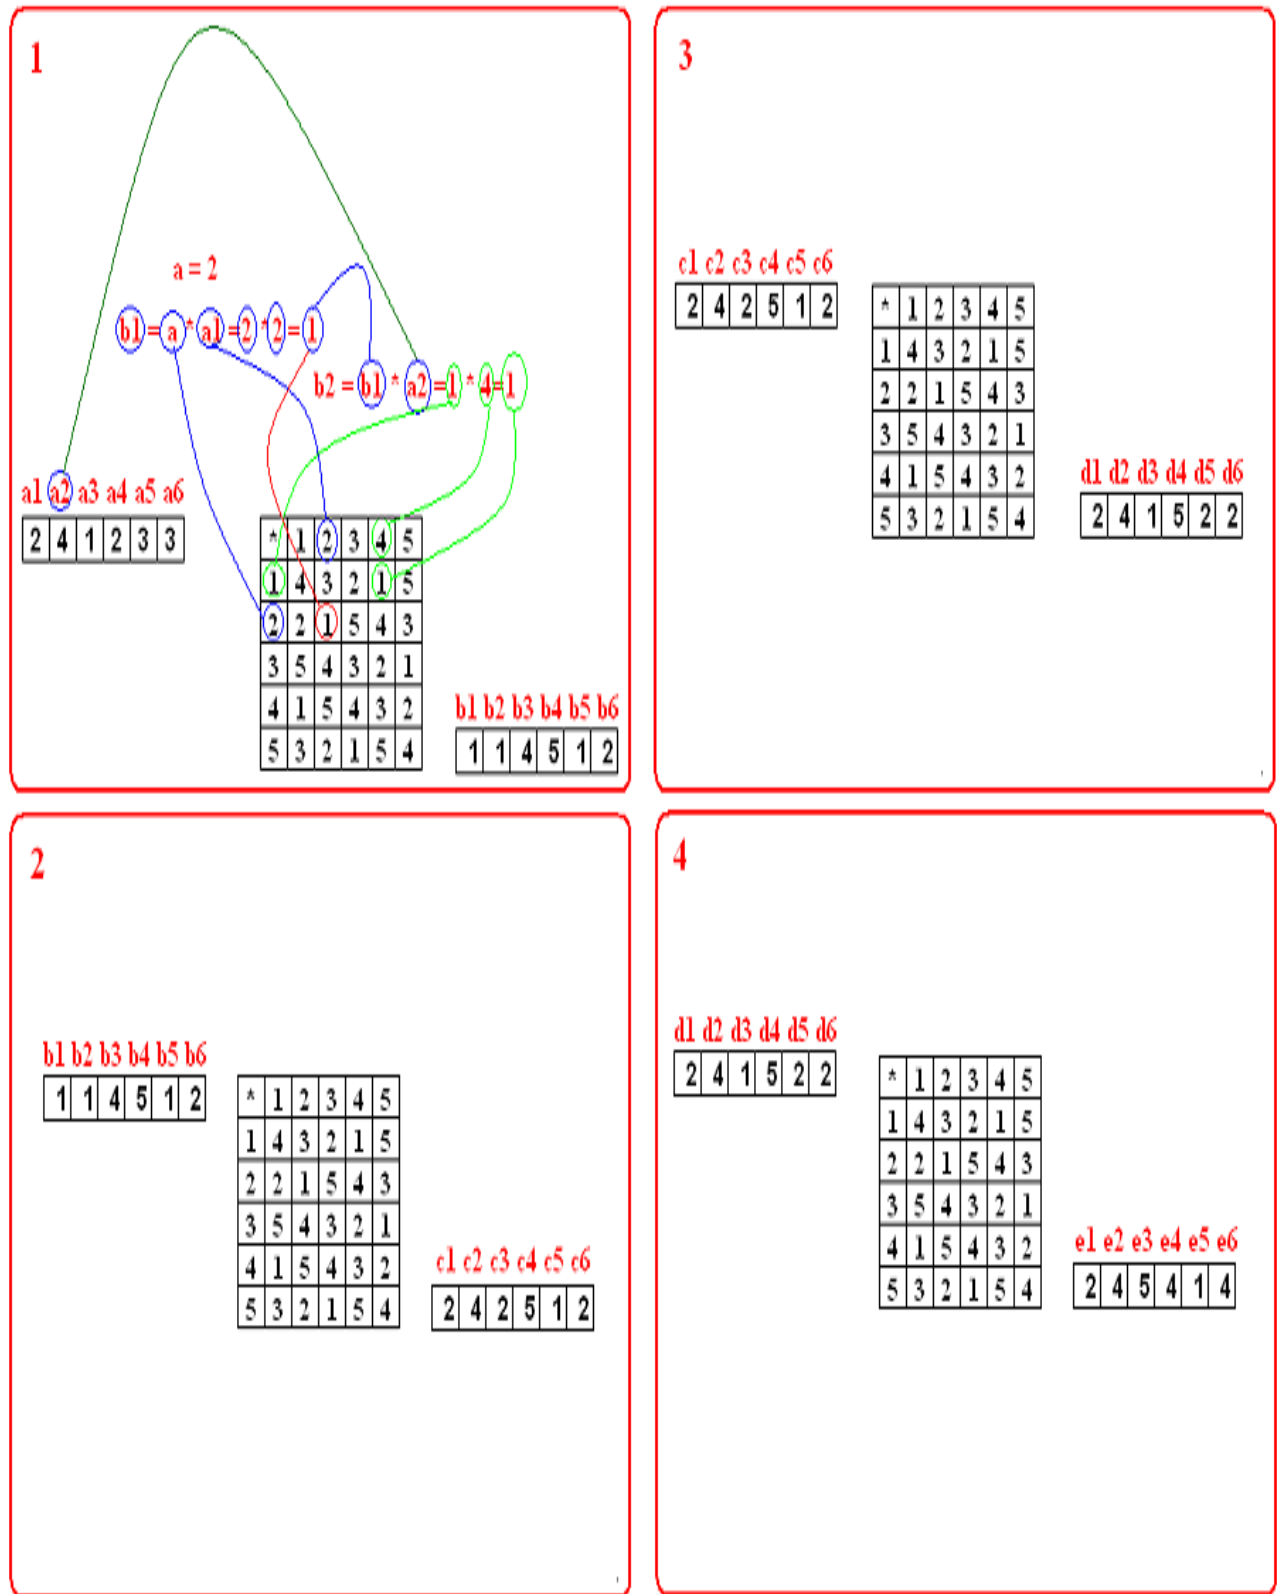 1
a = 2
b1 = a * a1 = 2 * 2 = 1
b2 = b1 * a2 = 1 * 4 = 1
a1 a2 a3 a4 a5 a6
2 4 1 2 3 3
* 1 2 3 4 5
1 4 3 2 1 5
2 2 1 5 4 3
3 5 4 3 2 1
4 1 5 4 3 2
5 3 2 1 5 4
b1 b2 b3 b4 b5 b6
1 1 4 5 1 2
2
b1 b2 b3 b4 b5 b6
1 1 4 5 1 2
* 1 2 3 4 5
1 4 3 2 1 5
2 2 1 5 4 3
3 5 4 3 2 1
4 1 5 4 3 2
5 3 2 1 5 4
c1 c2 c3 c4 c5 c6
2 4 2 5 1 2
3
c1 c2 c3 c4 c5 c6
2 4 2 5 1 2
* 1 2 3 4 5
1 4 3 2 1 5
2 2 1 5 4 3
3 5 4 3 2 1
4 1 5 4 3 2
5 3 2 1 5 4
d1 d2 d3 d4 d5 d6
2 4 1 5 2 2
4
d1 d2 d3 d4 d5 d6
2 4 1 5 2 2
* 1 2 3 4 5
1 4 3 2 1 5
2 2 1 5 4 3
3 5 4 3 2 1
4 1 5 4 3 2
5 3 2 1 5 4
e1 e2 e3 e4 e5 e6
2 4 5 4 1 4